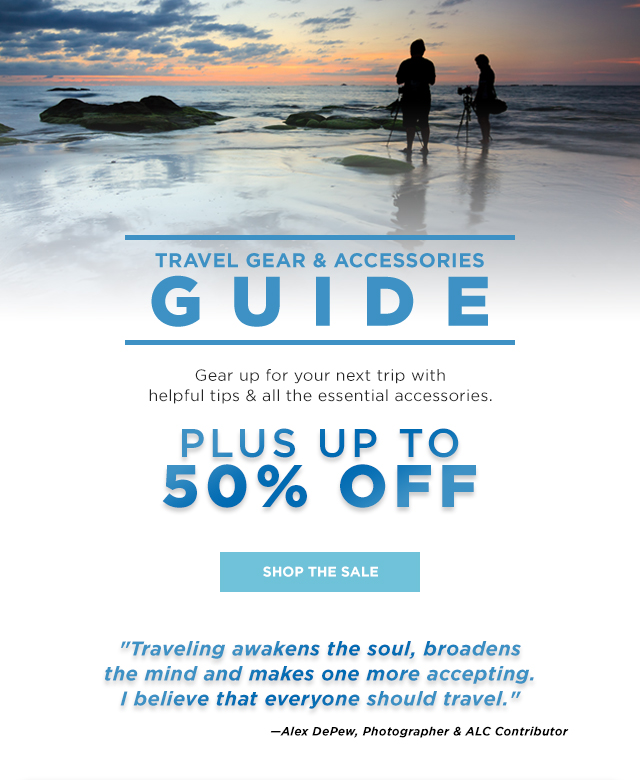 TRAVEL GEAR & ACCESSORIES
GUIDE
Gear up for your next trip with
helpful tips & all the essential accessories.
PLUS UP TO
50% OFF
SHOP THE SALE
"Traveling awakens the soul, broadens
the mind and makes one more accepting.
I believe that everyone should travel."
—Alex DePew, Photographer & ALC Contributor